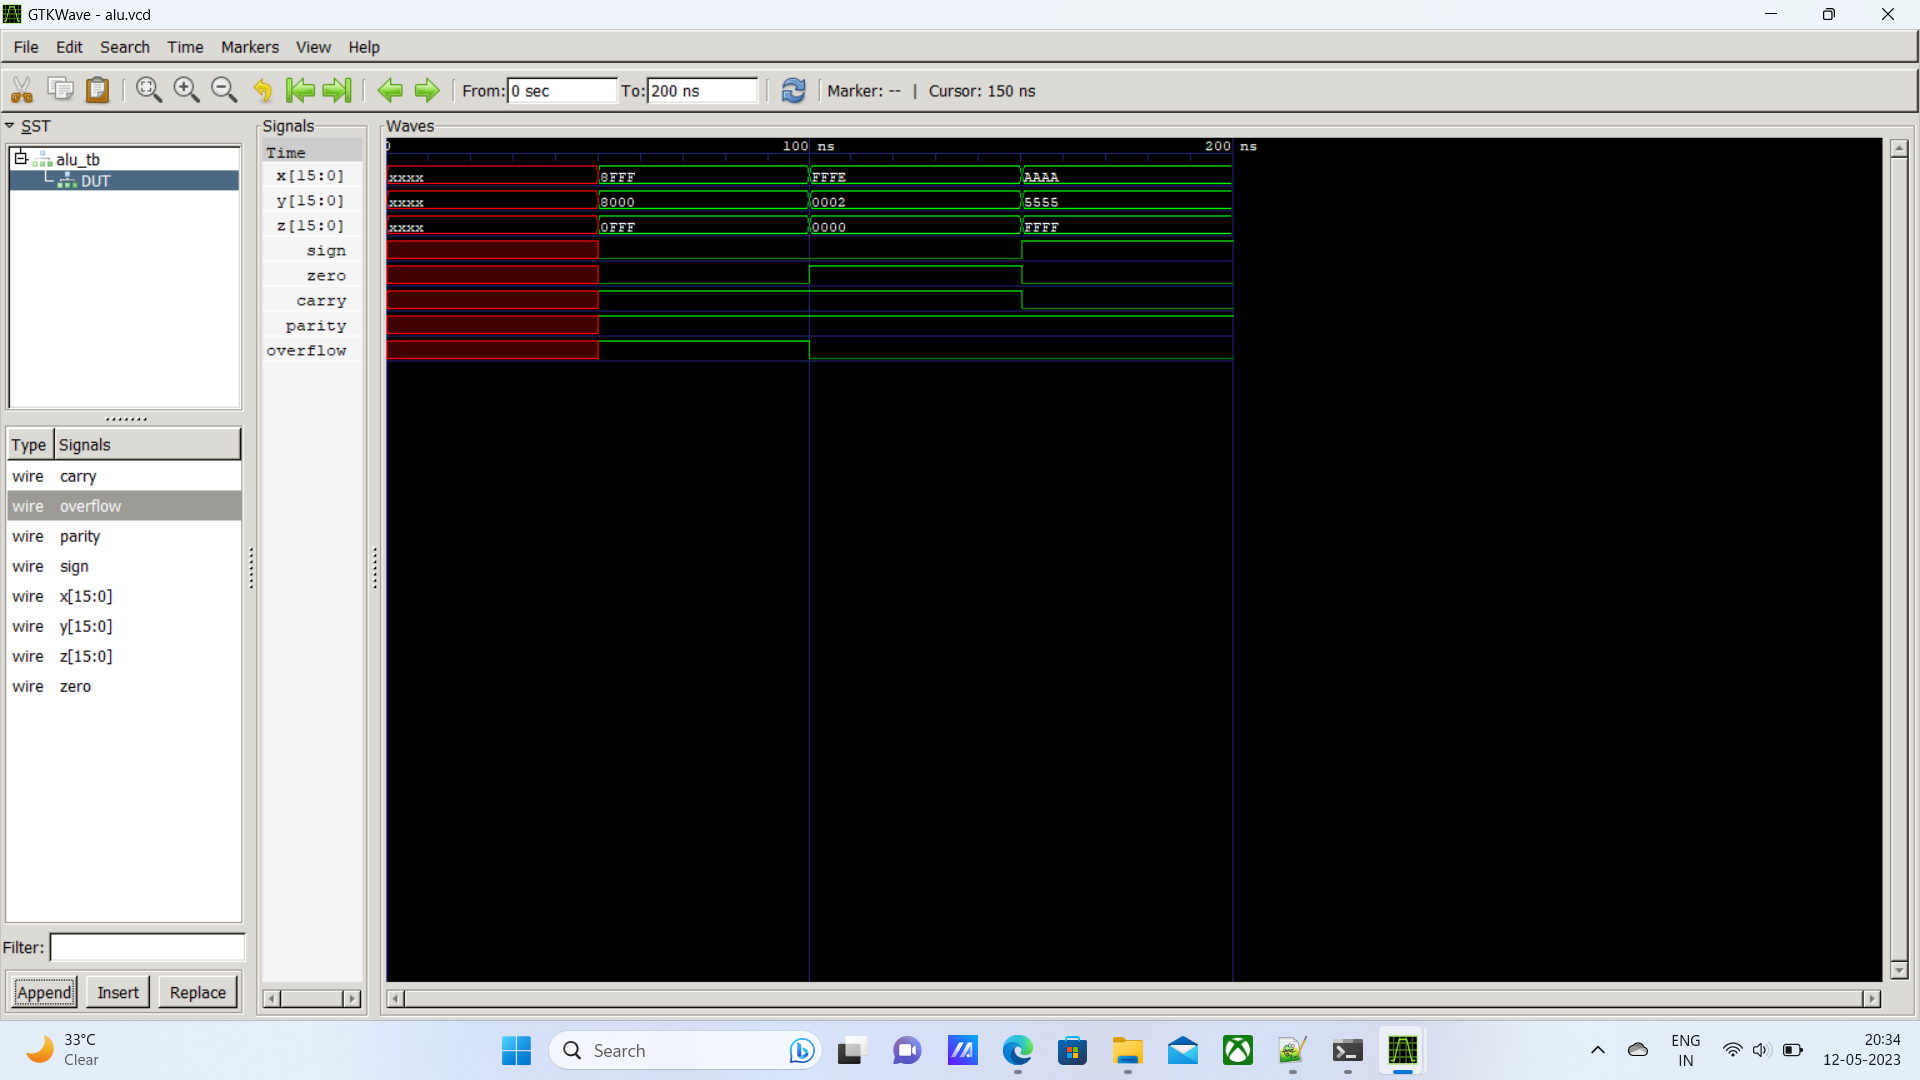 GTKWave - alu.vcd
File Edit Search Time Markers View Help
From: 0 sec To: 200 ns Marker: -- | Cursor: 150 ns
SST
alu_tb
DUT
Type Signals
wire carry
wire overflow
wire parity
wire sign
wire x[15:0]
wire y[15:0]
wire z[15:0]
wire zero
Filter:
Append Insert Replace
Signals
Time
x[15:0]
y[15:0]
z[15:0]
sign
zero
carry
parity
overflow
Waves
0 100 ns 200 ns
xxxx 8FFF FFFE AAAA
xxxx 8000 0002 5555
xxxx 0FFF 0000 FFFF
33°C
Clear
Search
ENG
IN
20:34
12-05-2023